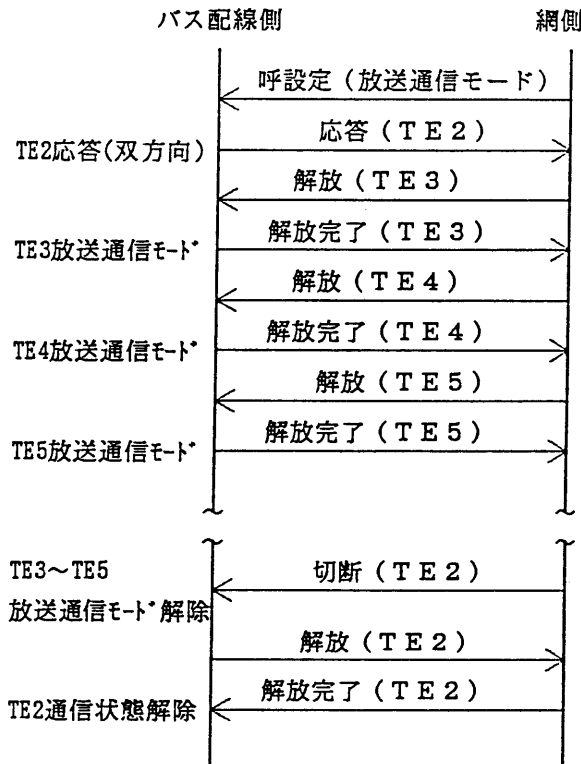 バス配線側 網側
呼設定（放送通信モード）
応答（ＴＥ２）
TE2応答(双方向)
解放（ＴＥ３）
解放完了（ＴＥ３）
TE3放送通信ﾓｰﾄﾞ
解放（ＴＥ４）
解放完了（ＴＥ４）
TE4放送通信ﾓｰﾄﾞ
解放（ＴＥ５）
解放完了（ＴＥ５）
TE5放送通信ﾓｰﾄﾞ
TE3〜TE5
切断（ＴＥ２）
放送通信ﾓｰﾄﾞ解除
解放（ＴＥ２）
解放完了（ＴＥ２）
TE2通信状態解除